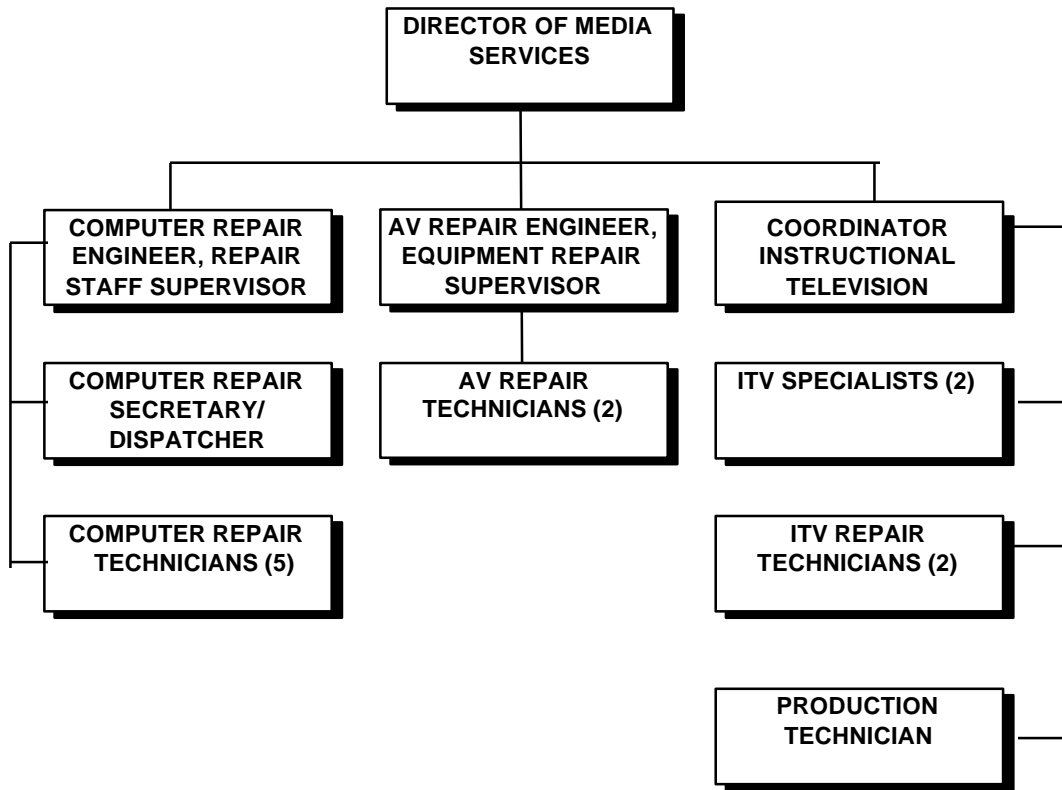 DIRECTOR OF MEDIA
SERVICES
COMPUTER REPAIR
ENGINEER, REPAIR
STAFF SUPERVISOR
AV REPAIR ENGINEER,
EQUIPMENT REPAIR
SUPERVISOR
COORDINATOR
INSTRUCTIONAL
TELEVISION
COMPUTER REPAIR
SECRETARY/
DISPATCHER
AV REPAIR
TECHNICIANS (2)
ITV SPECIALISTS (2)
COMPUTER REPAIR
TECHNICIANS (5)
ITV REPAIR
TECHNICIANS (2)
PRODUCTION
TECHNICIAN